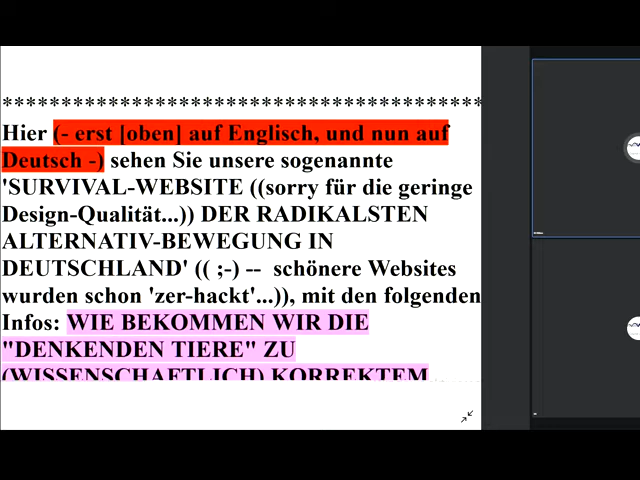 *****************************************
Hier (- erst [oben] auf Englisch, und nun auf
Deutsch -) sehen Sie unsere sogenannte
'SURVIVAL-WEBSITE ((sorry für die geringe
Design-Qualität...)) DER RADIKALSTEN
ALTERNATIV-BEWEGUNG IN
DEUTSCHLAND' (( ;-) -- schönere Websites
wurden schon 'zer-hackt'...)), mit den folgenden
Infos: WIE BEKOMMEN WIR DIE
"DENKENDEN TIERE" ZU
(WISSENSCHAFTLICH) KORREKTEM